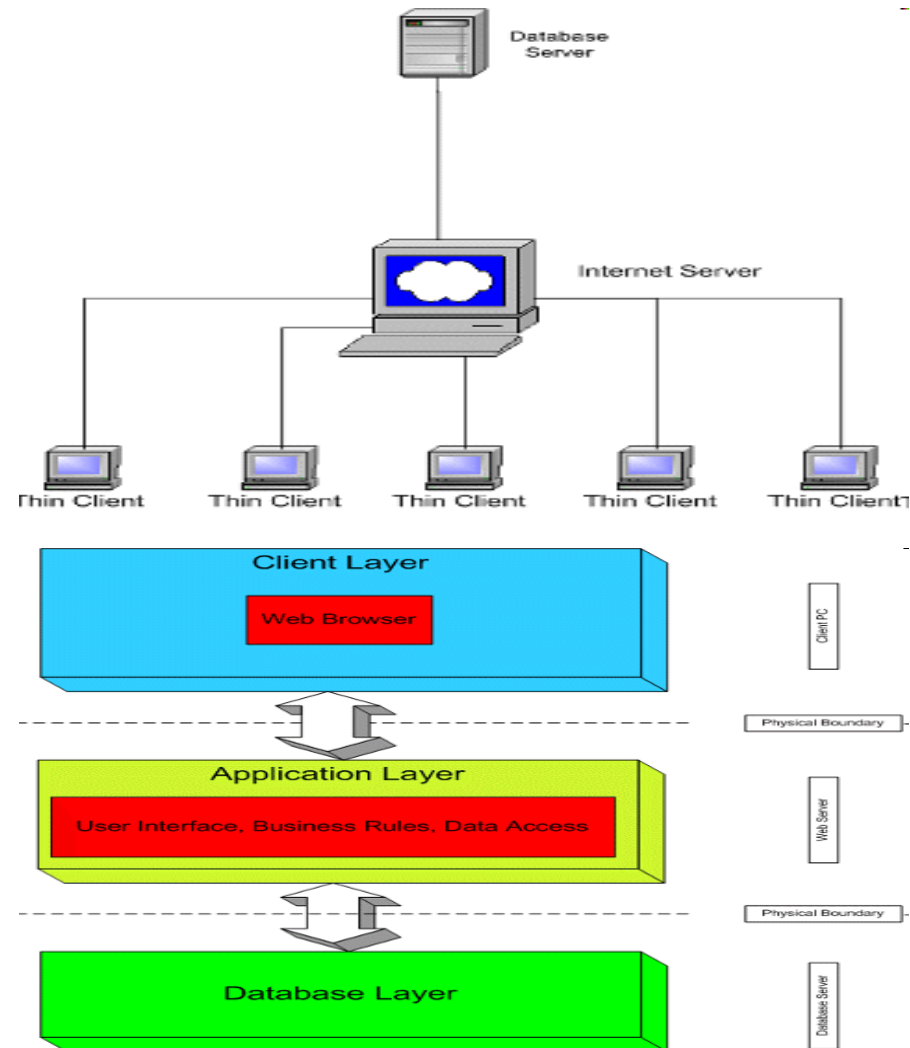 Database
Server
Internet Server
Thin Client
Thin Client
Thin Client
Thin Client
Thin Client
Client Layer
Web Browser
Client PC
Physical Boundary
Application Layer
User Interface, Business Rules, Data Access
Web Server
Physical Boundary
Database Layer
Database Server